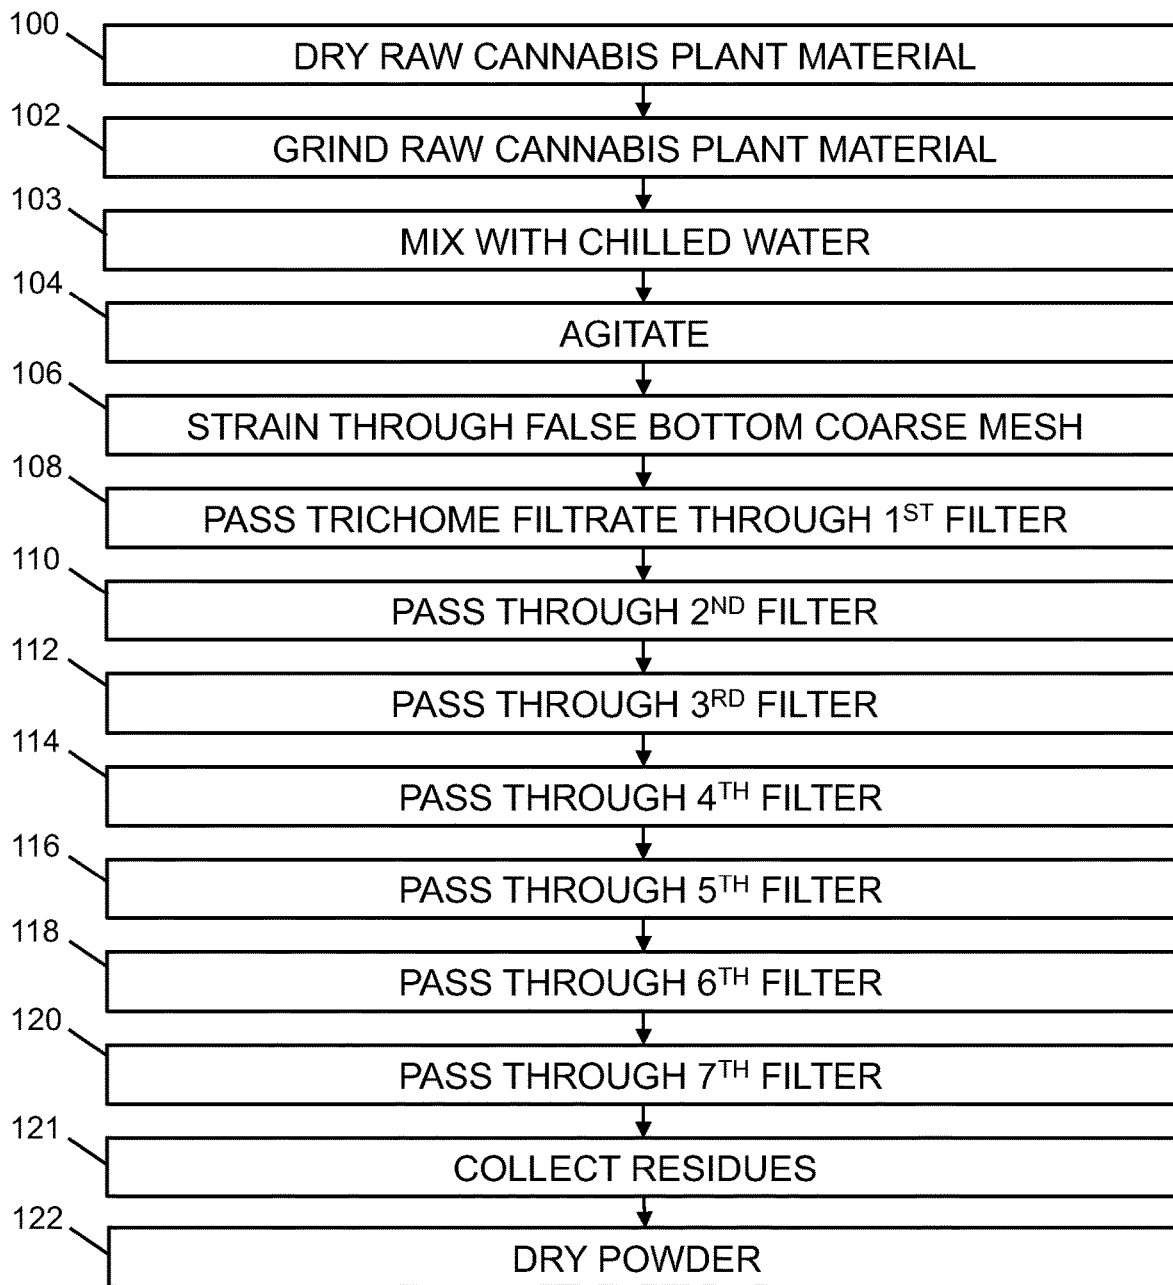 100
DRY RAW CANNABIS PLANT MATERIAL
102
GRIND RAW CANNABIS PLANT MATERIAL
103
MIX WITH CHILLED WATER
104
AGITATE
106
STRAIN THROUGH FALSE BOTTOM COARSE MESH
108
PASS TRICHOME FILTRATE THROUGH 1ST FILTER
110
PASS THROUGH 2ND FILTER
112
PASS THROUGH 3RD FILTER
114
PASS THROUGH 4TH FILTER
116
PASS THROUGH 5TH FILTER
118
PASS THROUGH 6TH FILTER
120
PASS THROUGH 7TH FILTER
121
COLLECT RESIDUES
122
DRY POWDER